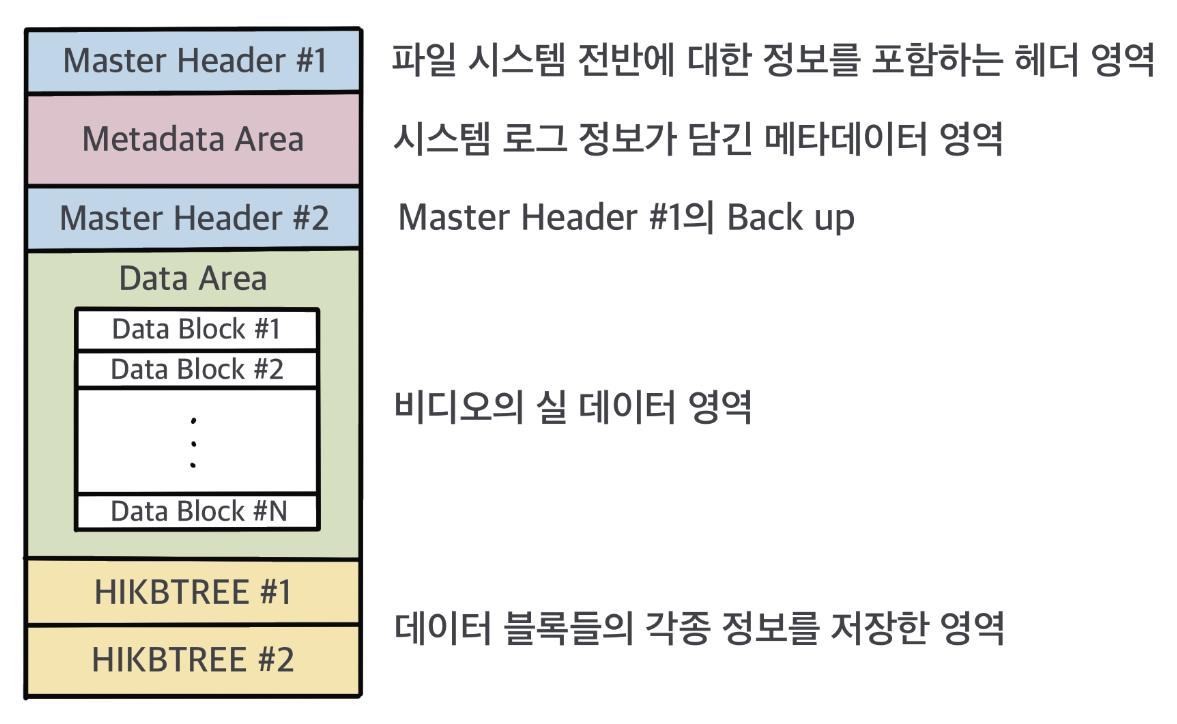 Master Header #1
파일 시스템 전반에 대한 정보를 포함하는 헤더 영역
Metadata Area
시스템 로그 정보가 담긴 메타데이터 영역
Master Header #2
Master Header #1의 Back up
Data Area
Data Block #1
Data Block #2
비디오의 실 데이터 영역
Data Block #N
HIKBTREE #1
데이터 블록들의 각종 정보를 저장한 영역
HIKBTREE #2